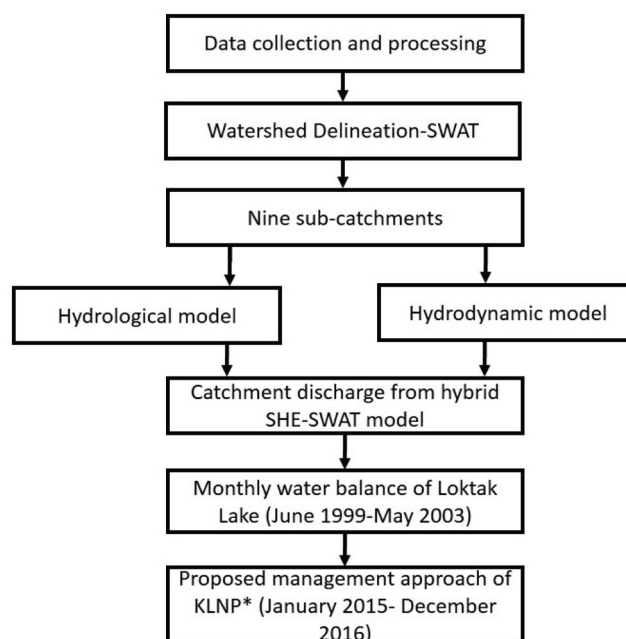 Data collection and processing
Watershed Delineation-SWAT
Nine sub-catchments
Hydrological model
Hydrodynamic model
Catchment discharge from hybrid
SHE-SWAT model
Monthly water balance of Loktak
Lake (June 1999-May 2003)
Proposed management approach of
KLNP* (January 2015- December
2016)